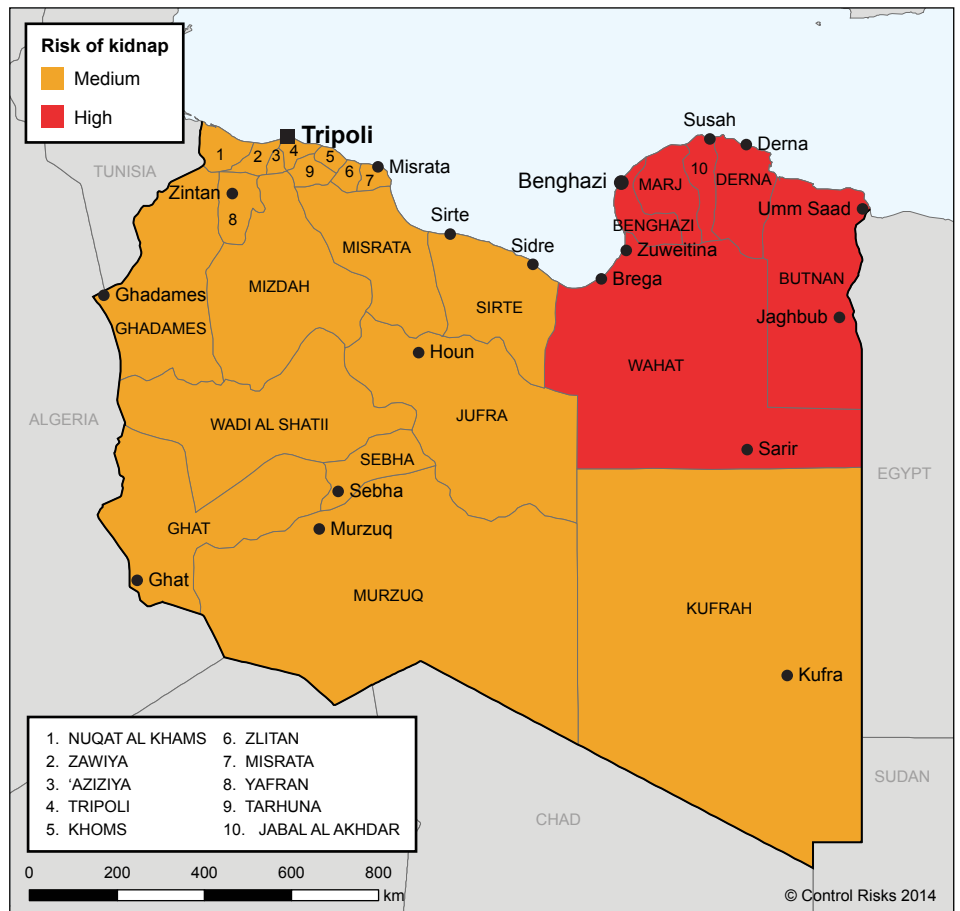 Risk of kidnap
Medium
High
TUNISIA
ALGERIA
EGYPT
SUDAN
CHAD
Tripoli
1
2
3
4
5
6
7
8
9
10
Misrata
Zintan
Sirte
Sidre
Susah
Derna
Benghazi
MARJ
DERNA
Umm Saad
BENGHAZI
Zuweitina
Brega
BUTNAN
Jaghbub
WAHAT
Sarir
MISRATA
MIZDAH
SIRTE
Ghadames
GHADAMES
Houn
JUFRA
WADI AL SHATII
SEBHA
Sebha
GHAT
Murzuq
Ghat
MURZUQ
KUFRAH
Kufra
1. NUQAT AL KHAMS
2. ZAWIYA
3. ‘AZIZIYA
4. TRIPOLI
5. KHOMS
6. ZLITAN
7. MISRATA
8. YAFRAN
9. TARHUNA
10. JABAL AL AKHDAR
0 200 400 600 800
km
© Control Risks 2014